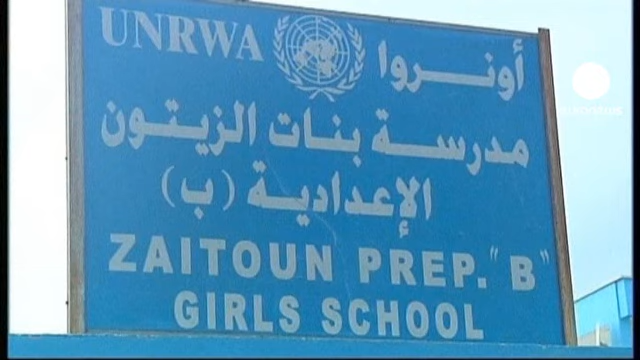 UNRWA أونروا
مدرسة بنات الزيتون
الإعدادية (ب)
ZAITOUN PREP."B"
GIRLS SCHOOL